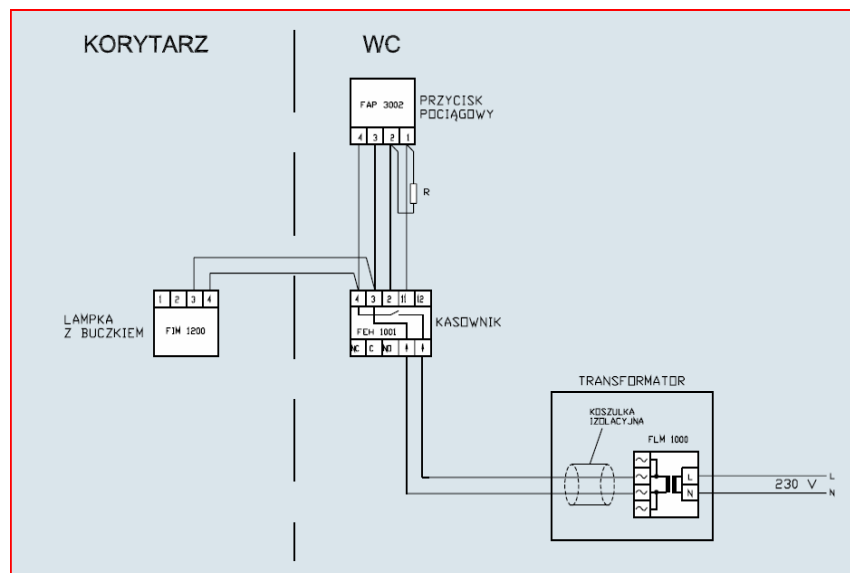 KORYTARZ
WC
FAP 3002
4 3 2 1
PRZYCISK
POCIĄGOWY
R
1 2 3 4
FIM 1200
LAMPKA
Z BUCZKIEM
4 3 2 11 12
FEH 1001
NC C NO
KASOWNIK
TRANSFORMATOR
KOSZULKA
IZOLACYJNA
FLM 1000
L
N
230 V
L
N